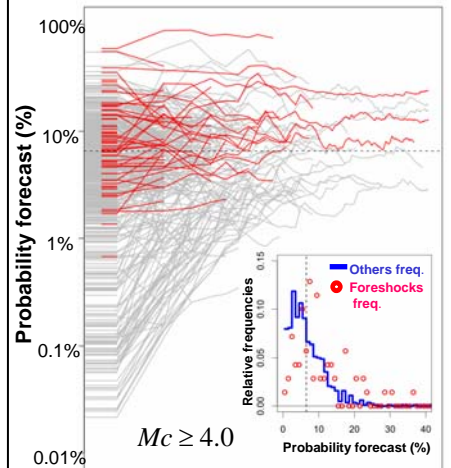 100%
10%
1%
0.1%
0.01%
Probability forecast (%)
Mc ≥ 4.0
0.15
0.10
0.05
0.00
Relative frequencies
Others freq.
Foreshocks
freq.
0 10 20 30 40
Probability forecast (%)